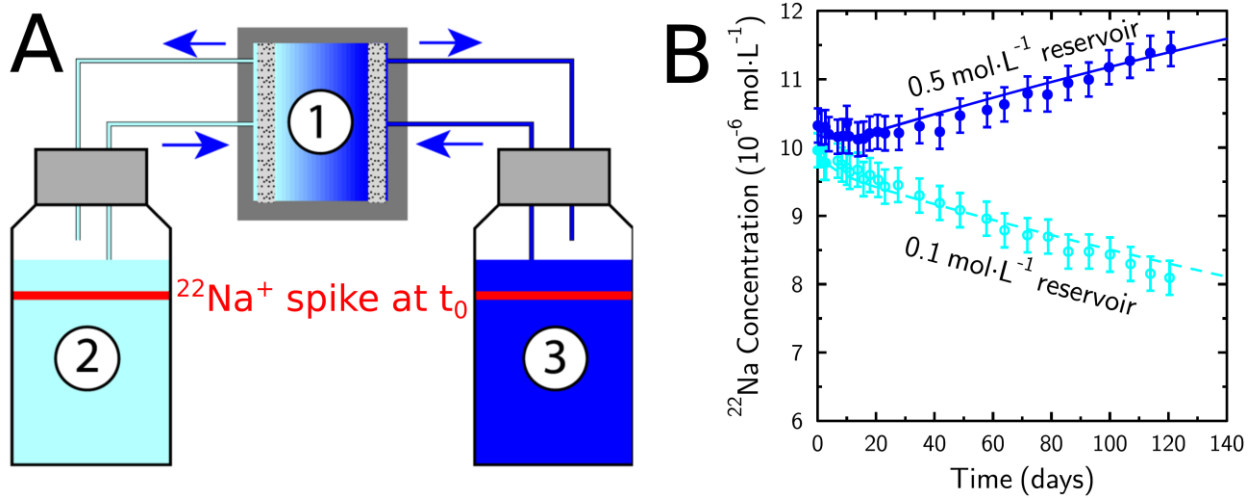 A
1
2
3
²²Na⁺ spike at t₀
B
²²Na Concentration (10⁻⁶ mol·L⁻¹)
12
11
10
9
8
7
6
0.5 mol·L⁻¹ reservoir
0.1 mol·L⁻¹ reservoir
0 20 40 60 80 100 120 140
Time (days)